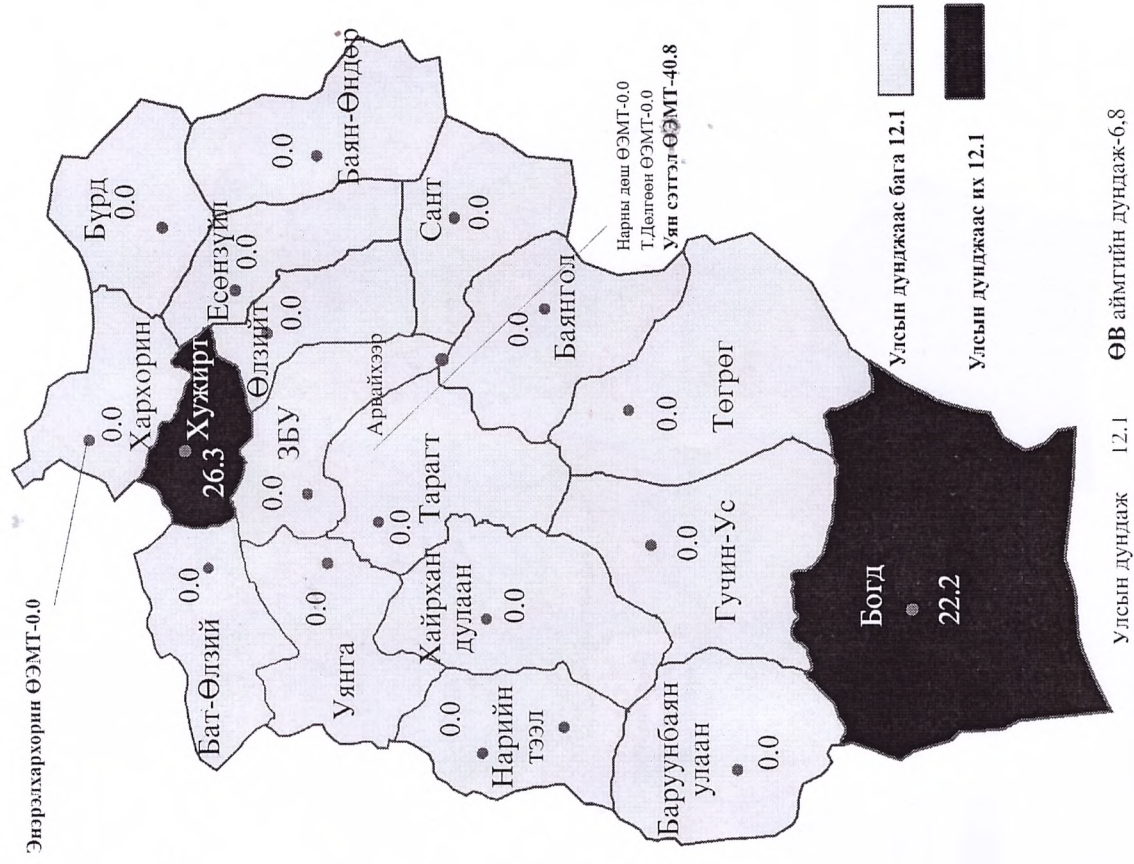 Энэрэлхархорин ӨЭМТ-0.0
Бүрд
0.0
Хархорин
0.0
Хужирт
26.3
Бат-Өлзий
0.0
Есөнзүйл
0.0
Баян-Өндөр
0.0
Өлзийт
0.0
ЗБУ
0.0
Уянга
0.0
Арвайхээр
Тарагт
0.0
Сант
0.0
Хайрхан
дулаан
0.0
Нарийн
тээл
0.0
Баянгол
0.0
Нарны дөш ӨЭМТ-0.0
Т.Дөлгөөн ӨЭМТ-0.0
Уян сэтгэл ӨЭМТ-40.8
Төгрөг
0.0
Гучин-Ус
0.0
Баруунбаян
улаан
0.0
Богд
22.2
Улсын дунджаас бага 12.1
Улсын дунджаас их 12.1
Улсын дундаж 12.1 ӨВ аймгийн дундаж-6,8